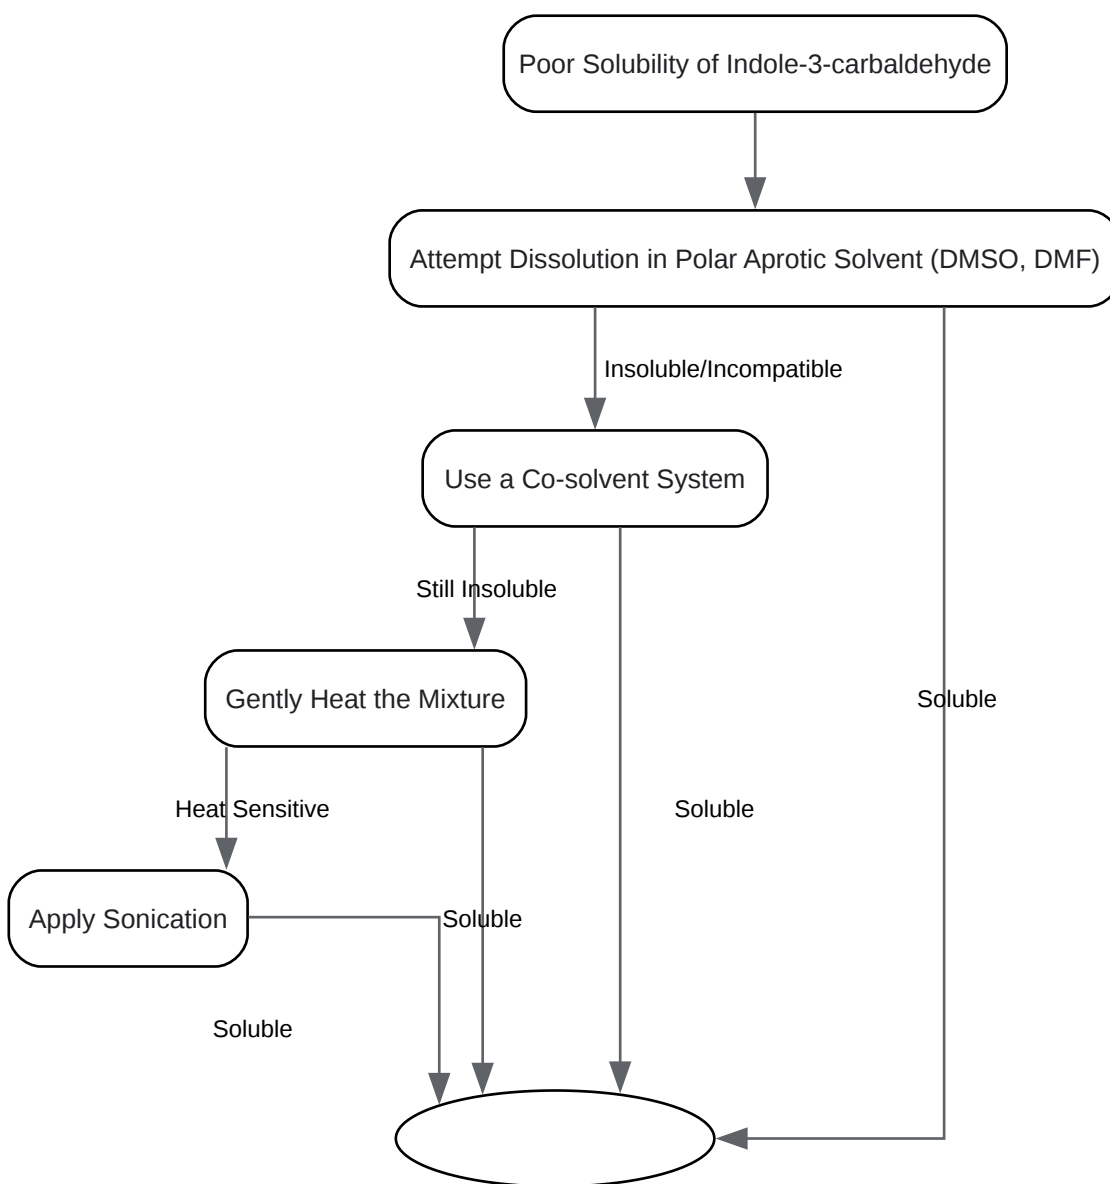 Poor Solubility of Indole-3-carbaldehyde
Attempt Dissolution in Polar Aprotic Solvent (DMSO, DMF)
Insoluble/Incompatible
Use a Co-solvent System
Still Insoluble
Gently Heat the Mixture
Soluble
Heat Sensitive
Soluble
Apply Sonication
Soluble
Soluble